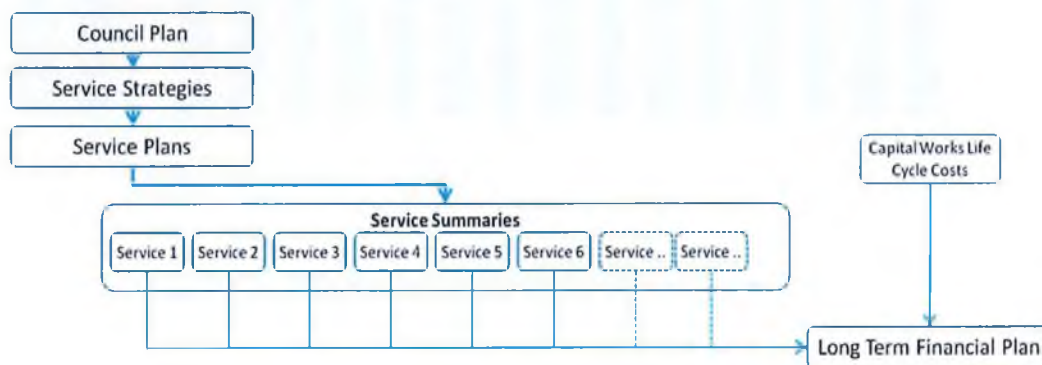 Council Plan
Service Strategies
Service Plans
Capital Works Life
Cycle Costs
Service Summaries
Service 1
Service 2
Service 3
Service 4
Service 5
Service 6
Service ..
Service ..
Long Term Financial Plan